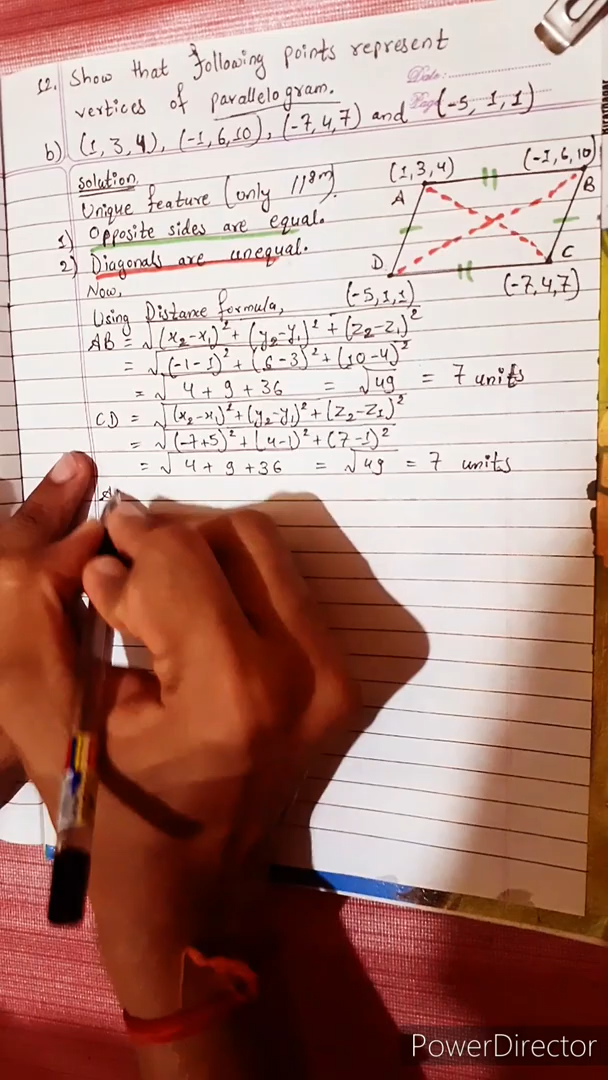 12. Show that following points represent
vertices of parallelogram.
Date:
Page
b) (1, 3, 4), (-1, 6, 10), (-7, 4, 7) and (-5, 1, 1)
solution.
Unique feature (only ||gm)
1) Opposite sides are equal.
2) Diagonals are unequal.
(1, 3, 4)
(-1, 6, 10)
A
B
D
C
(-5, 1, 1)
(-7, 4, 7)
Now,
Using Distance formula,
AB = √(x₂-x₁)² + (y₂-y₁)² + (z₂-z₁)²
= √(-1-1)² + (6-3)² + (10-4)²
= √4 + 9 + 36 = √49 = 7 units
CD = √(x₂-x₁)² + (y₂-y₁)² + (z₂-z₁)²
= √(-7+5)² + (4-1)² + (7-1)²
= √4 + 9 + 36 = √49 = 7 units
PowerDirector